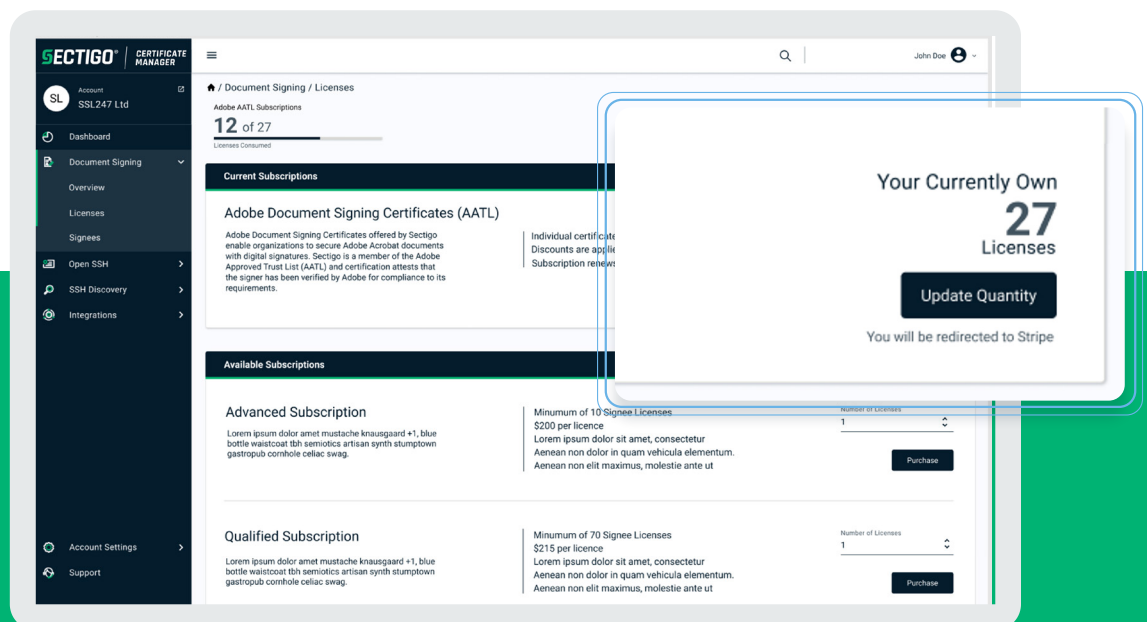 SECTIGO® CERTIFICATE MANAGER
John Doe
SL
Account
SSL247 Ltd
Dashboard
Document Signing
Overview
Licenses
Signees
Open SSH
SSH Discovery
Integrations
Account Settings
Support
/ Document Signing / Licenses
Adobe AATL Subscriptions
12 of 27
Licenses Consumed
Current Subscriptions
Adobe Document Signing Certificates (AATL)
Adobe Document Signing Certificates offered by Sectigo
enable organizations to secure Adobe Acrobat documents
with digital signatures. Sectigo is a member of the Adobe
Approved Trust List (AATL) and certification attests that
the signer has been verified by Adobe for compliance to its
requirements.
Individual certificate
Discounts are applie
Subscription renews
Your Currently Own
27
Licenses
Update Quantity
You will be redirected to Stripe
Available Subscriptions
Advanced Subscription
Lorem ipsum dolor amet mustache knausgaard +1, blue
bottle waistcoat tbh semiotics artisan synth stumptown
gastropub cornhole celiac swag.
Minumum of 10 Signee Licenses
$200 per licence
Lorem ipsum dolor sit amet, consectetur
Aenean non dolor in quam vehicula elementum.
Aenean non elit maximus, molestie ante ut
Number of Licenses
1
Purchase
Qualified Subscription
Lorem ipsum dolor amet mustache knausgaard +1, blue
bottle waistcoat tbh semiotics artisan synth stumptown
gastropub cornhole celiac swag.
Minumum of 70 Signee Licenses
$215 per licence
Lorem ipsum dolor sit amet, consectetur
Aenean non dolor in quam vehicula elementum.
Aenean non elit maximus, molestie ante ut
Number of Licenses
1
Purchase